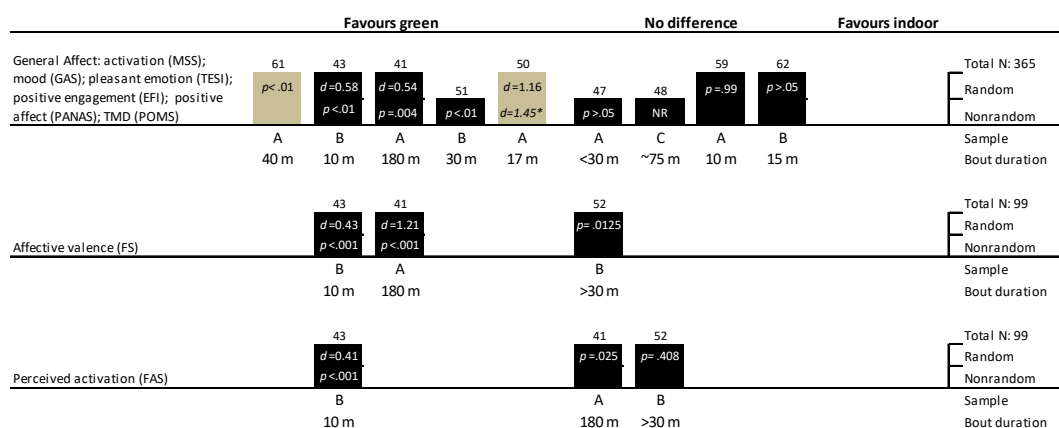 Favours green No difference Favours indoor
General Affect: activation (MSS);
mood (GAS); pleasant emotion (TESI);
positive engagement (EFI); positive
affect (PANAS); TMD (POMS)
61 43 41 51 50 47 48 59 62 Total N: 365
p< .01 d=0.58 d=0.54 d=1.16 p=.99 p>.05 Random
p<.01 p=.004 p<.01 d=1.45* p>.05 NR Nonrandom
A B A B A A C A B Sample
40 m 10 m 180 m 30 m 17 m <30 m ~75 m 10 m 15 m Bout duration
43 41 52 Total N: 99
d=0.43 d=1.21 p= .0125 Random
Affective valence (FS) p<.001 p<.001 Nonrandom
B A B Sample
10 m 180 m >30 m Bout duration
43 41 52 Total N: 99
d=0.41 p=.025 p= .408 Random
Perceived activation (FAS) p<.001 Nonrandom
B A B Sample
10 m 180 m >30 m Bout duration